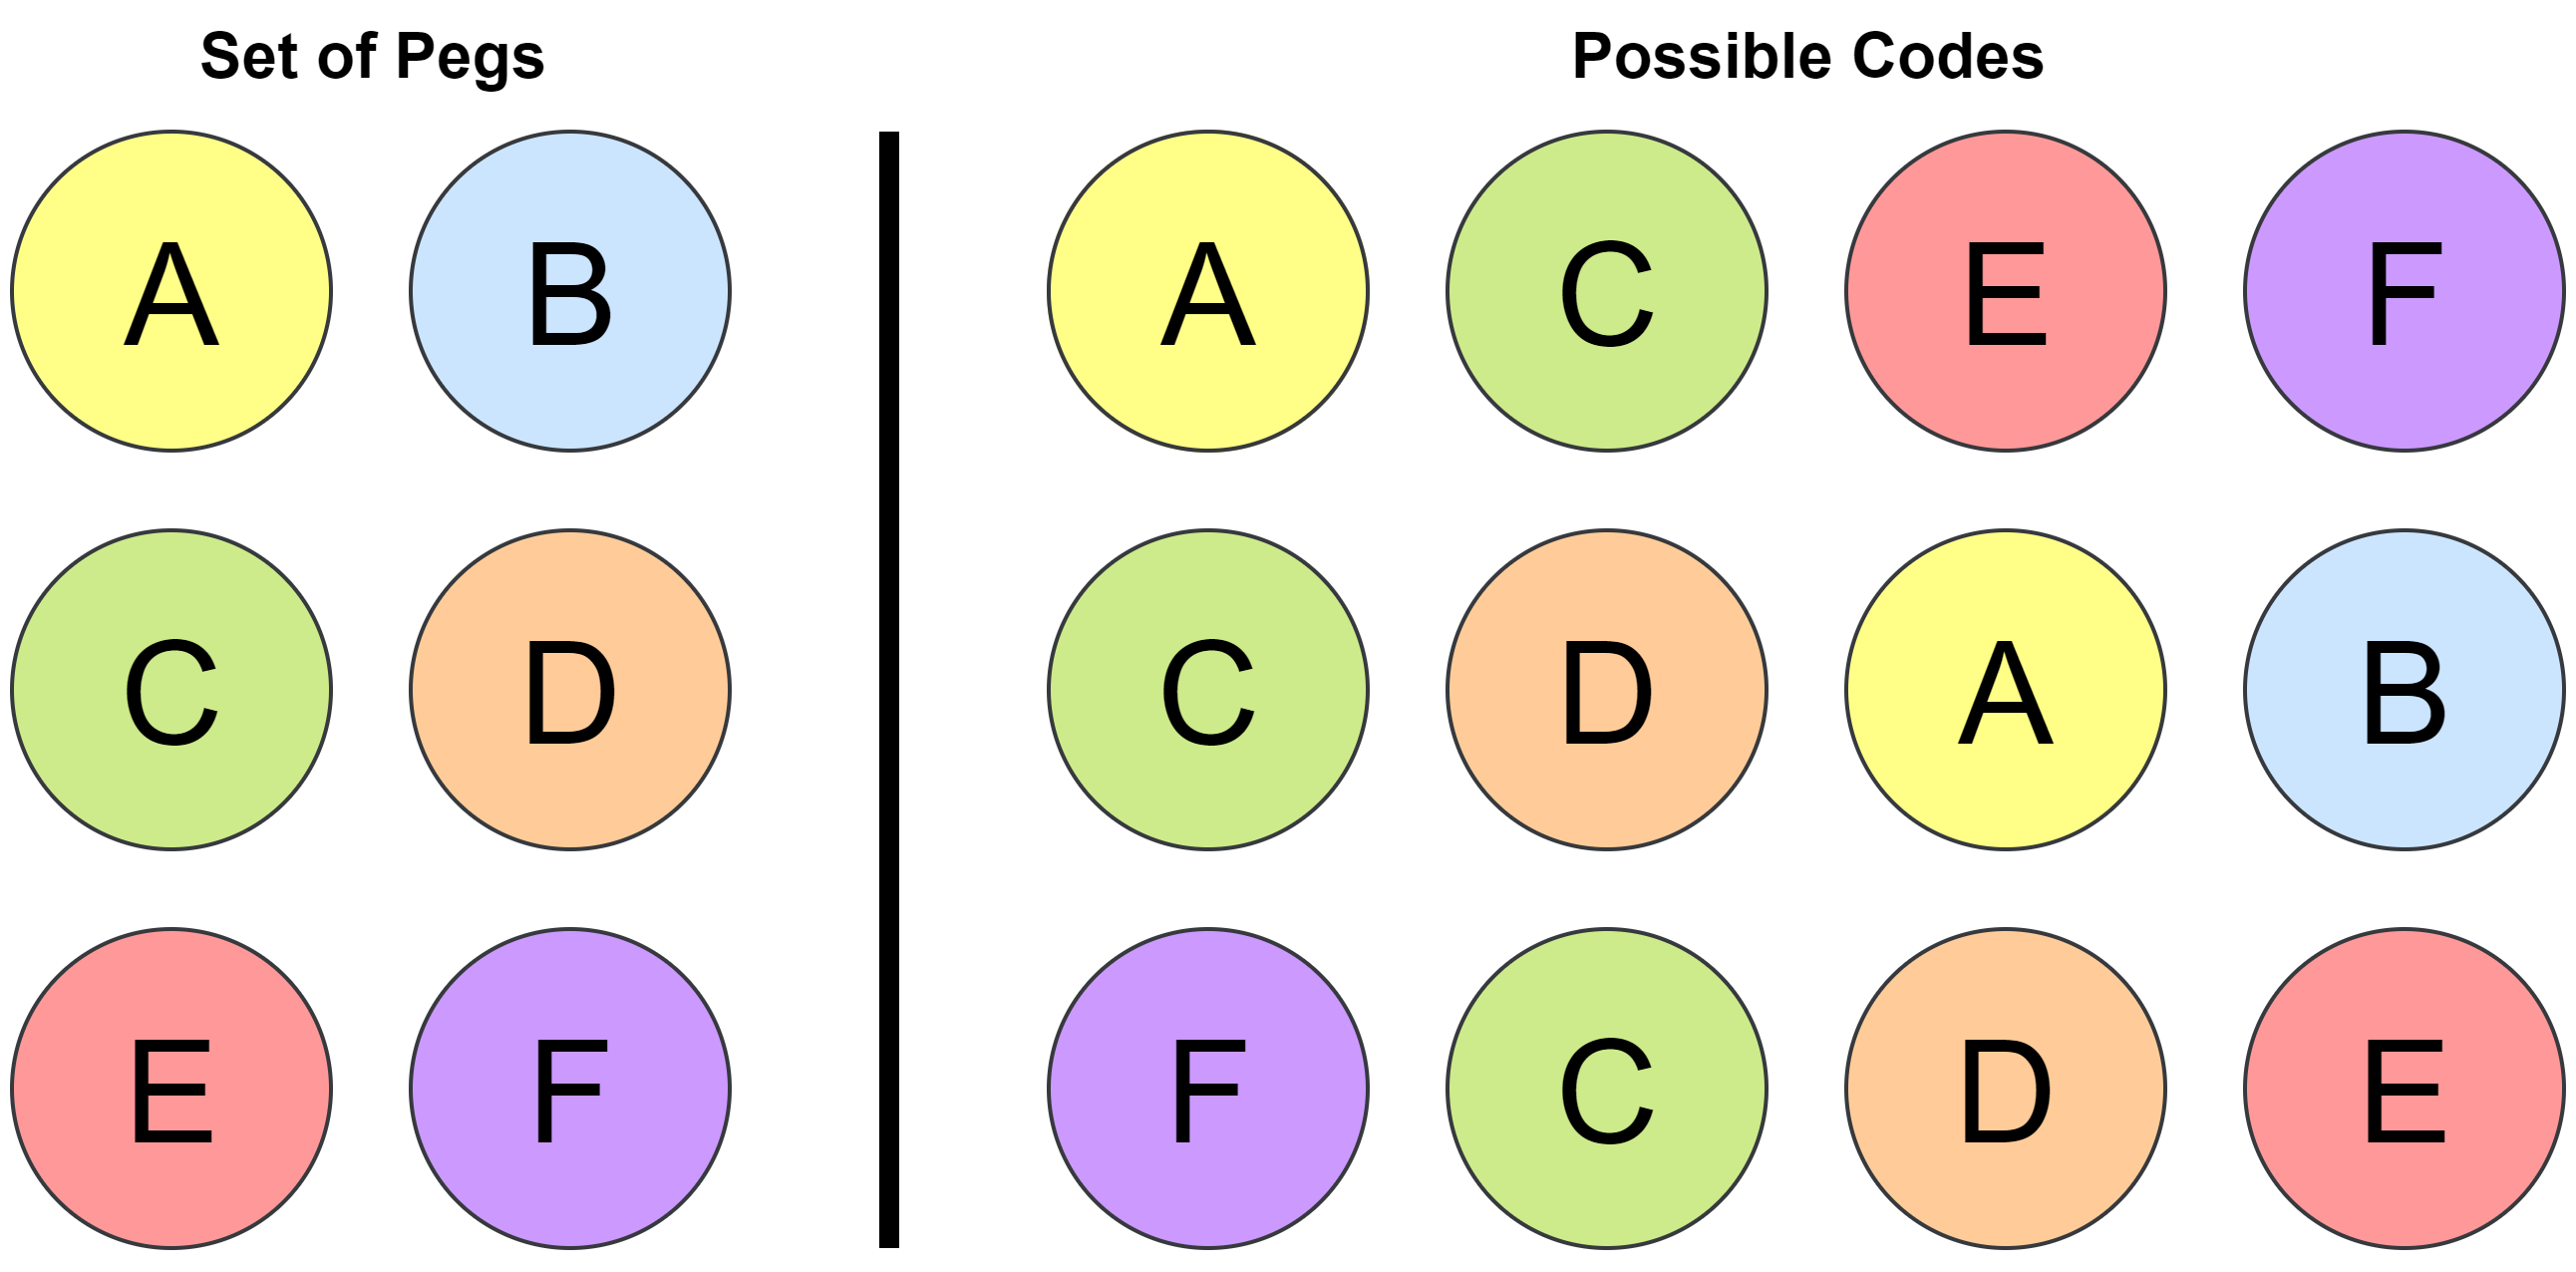 Set of Pegs
A B
C D
E F
Possible Codes
A C E F
C D A B
F C D E